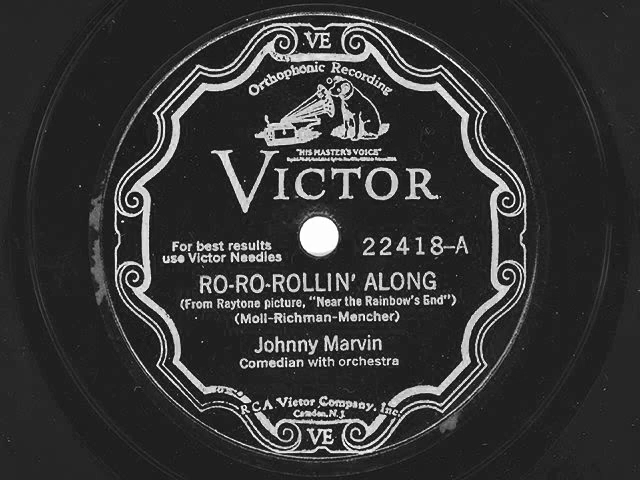 VE
Orthophonic Recording
"HIS MASTER'S VOICE"
VICTOR
For best results
use Victor Needles
22418-A
RO-RO-ROLLIN' ALONG
(From Raytone picture, "Near the Rainbow's End")
(Moll-Richman-Mencher)
Johnny Marvin
Comedian with orchestra
R C A Victor Company, Inc.
Camden, N. J.
VE